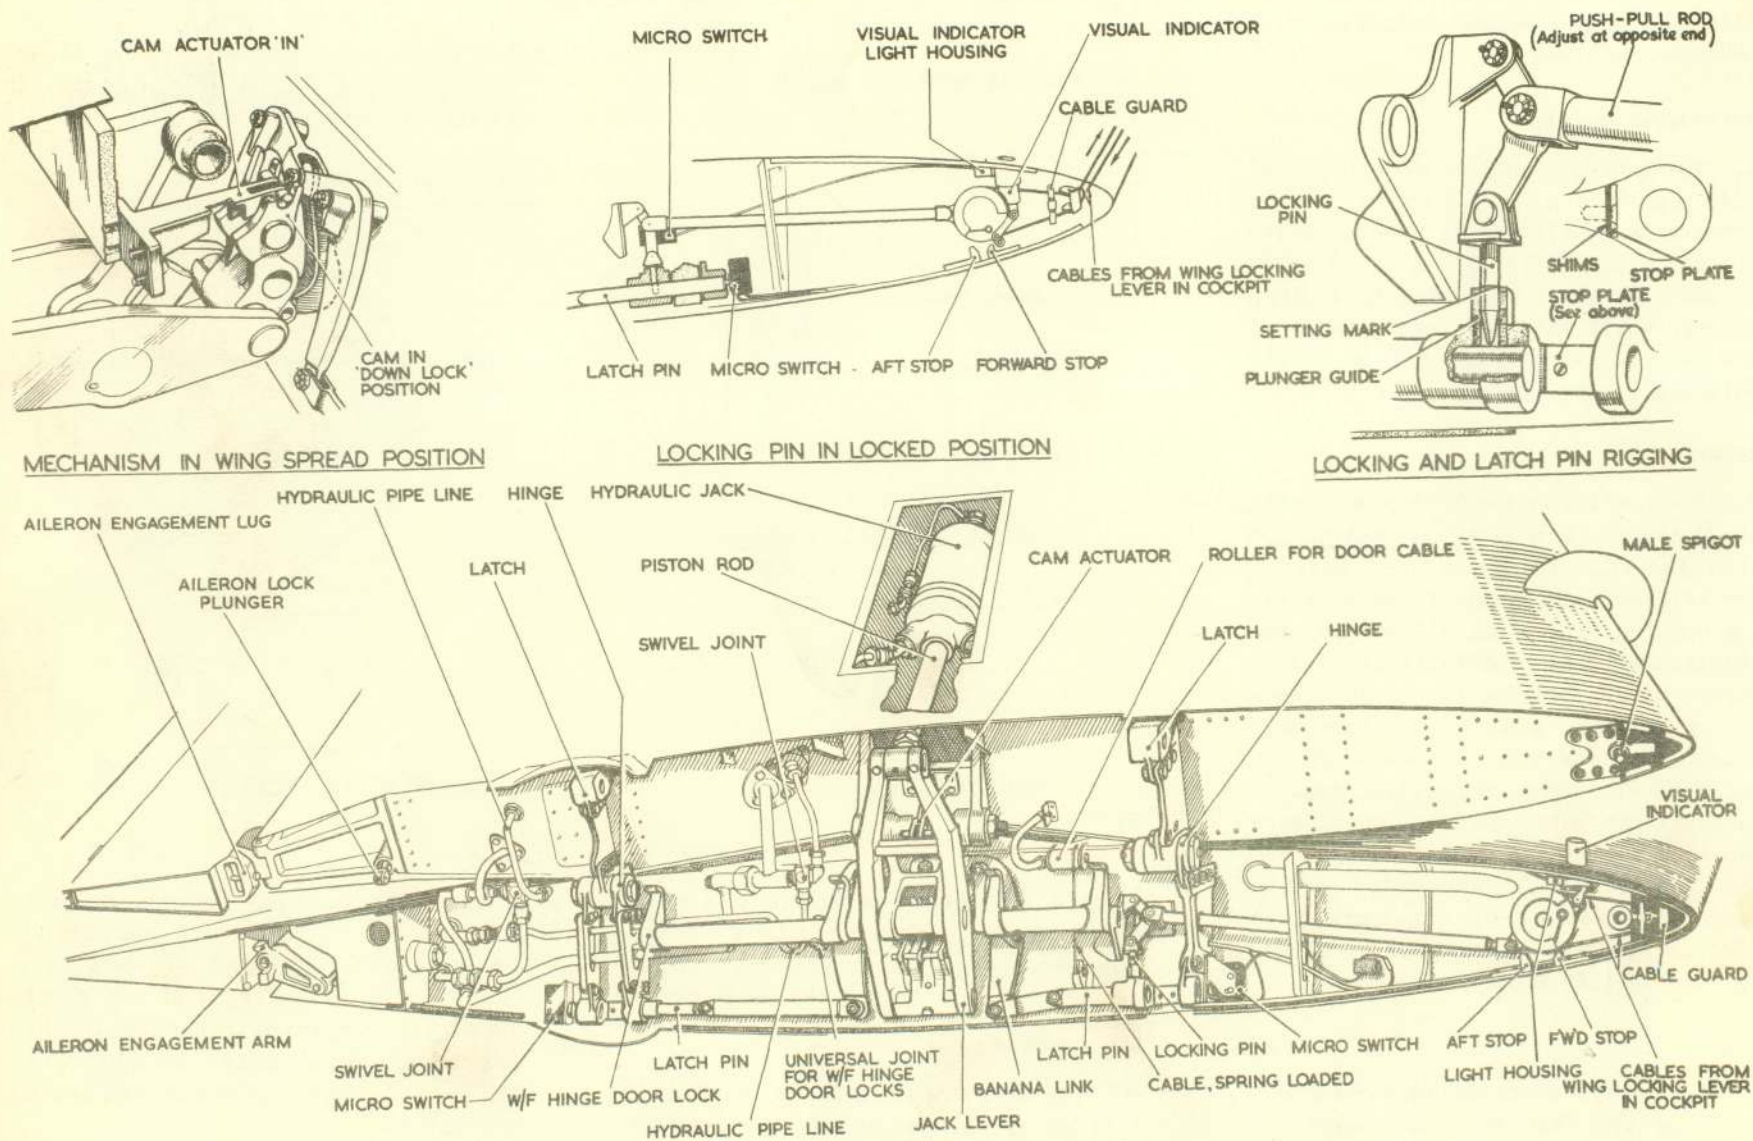 CAM ACTUATOR 'IN'
CAM IN
'DOWN LOCK'
POSITION
MECHANISM IN WING SPREAD POSITION
MICRO SWITCH
VISUAL INDICATOR
LIGHT HOUSING
VISUAL INDICATOR
CABLE GUARD
CABLES FROM WING LOCKING
LEVER IN COCKPIT
LATCH PIN
MICRO SWITCH
AFT STOP
FORWARD STOP
LOCKING PIN IN LOCKED POSITION
PUSH-PULL ROD
(Adjust at opposite end)
LOCKING
PIN
SHIMS
STOP PLATE
STOP PLATE
(See above)
SETTING MARK
PLUNGER GUIDE
LOCKING AND LATCH PIN RIGGING
HYDRAULIC PIPE LINE
HINGE
HYDRAULIC JACK
AILERON ENGAGEMENT LUG
AILERON LOCK
PLUNGER
LATCH
PISTON ROD
CAM ACTUATOR
ROLLER FOR DOOR CABLE
MALE SPIGOT
SWIVEL JOINT
LATCH
HINGE
VISUAL
INDICATOR
CABLE GUARD
AILERON ENGAGEMENT ARM
SWIVEL JOINT
MICRO SWITCH
W/F HINGE DOOR LOCK
LATCH PIN
HYDRAULIC PIPE LINE
UNIVERSAL JOINT
FOR W/F HINGE
DOOR LOCKS
JACK LEVER
BANANA LINK
LATCH PIN
CABLE, SPRING LOADED
LOCKING PIN
MICRO SWITCH
AFT STOP
FW'D STOP
LIGHT HOUSING
CABLES FROM
WING LOCKING LEVER
IN COCKPIT